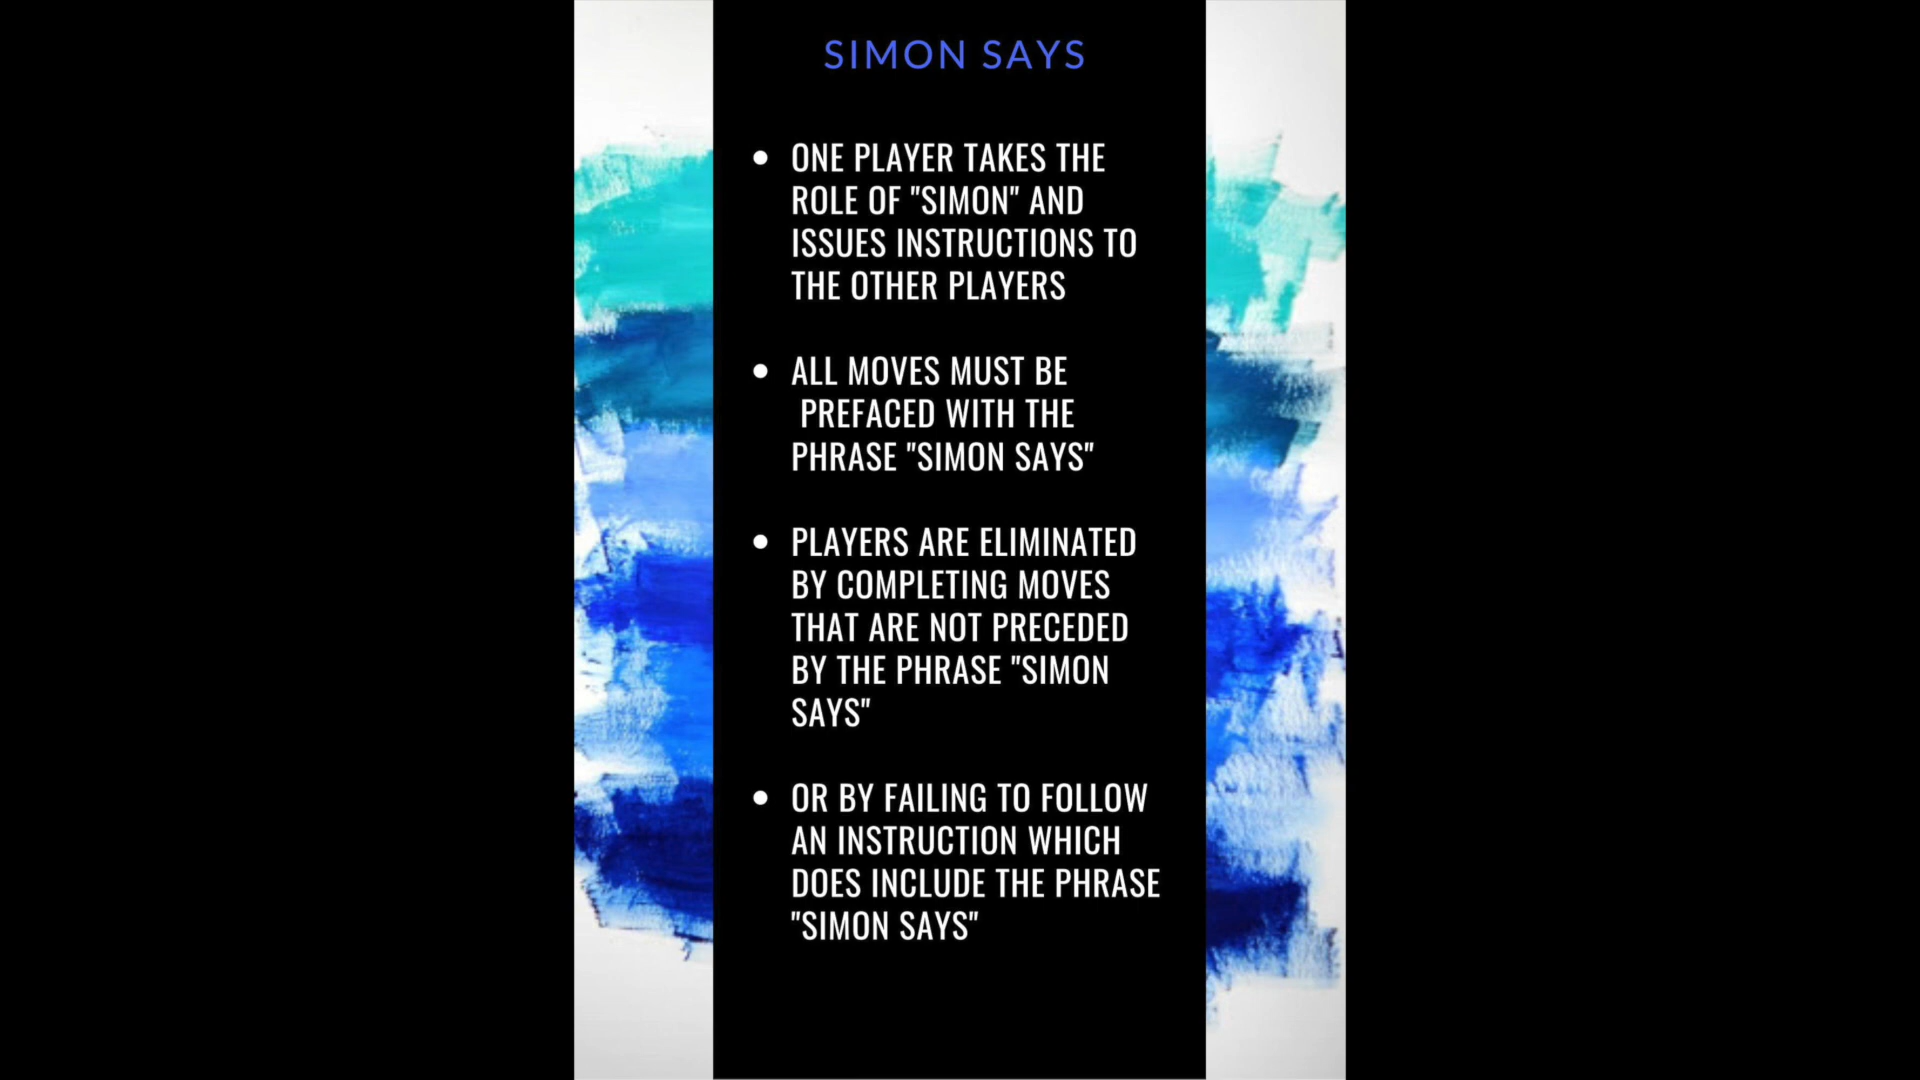 SIMON SAYS
• ONE PLAYER TAKES THE
ROLE OF "SIMON" AND
ISSUES INSTRUCTIONS TO
THE OTHER PLAYERS
• ALL MOVES MUST BE
PREFACED WITH THE
PHRASE "SIMON SAYS"
• PLAYERS ARE ELIMINATED
BY COMPLETING MOVES
THAT ARE NOT PRECEDED
BY THE PHRASE "SIMON
SAYS"
• OR BY FAILING TO FOLLOW
AN INSTRUCTION WHICH
DOES INCLUDE THE PHRASE
"SIMON SAYS"